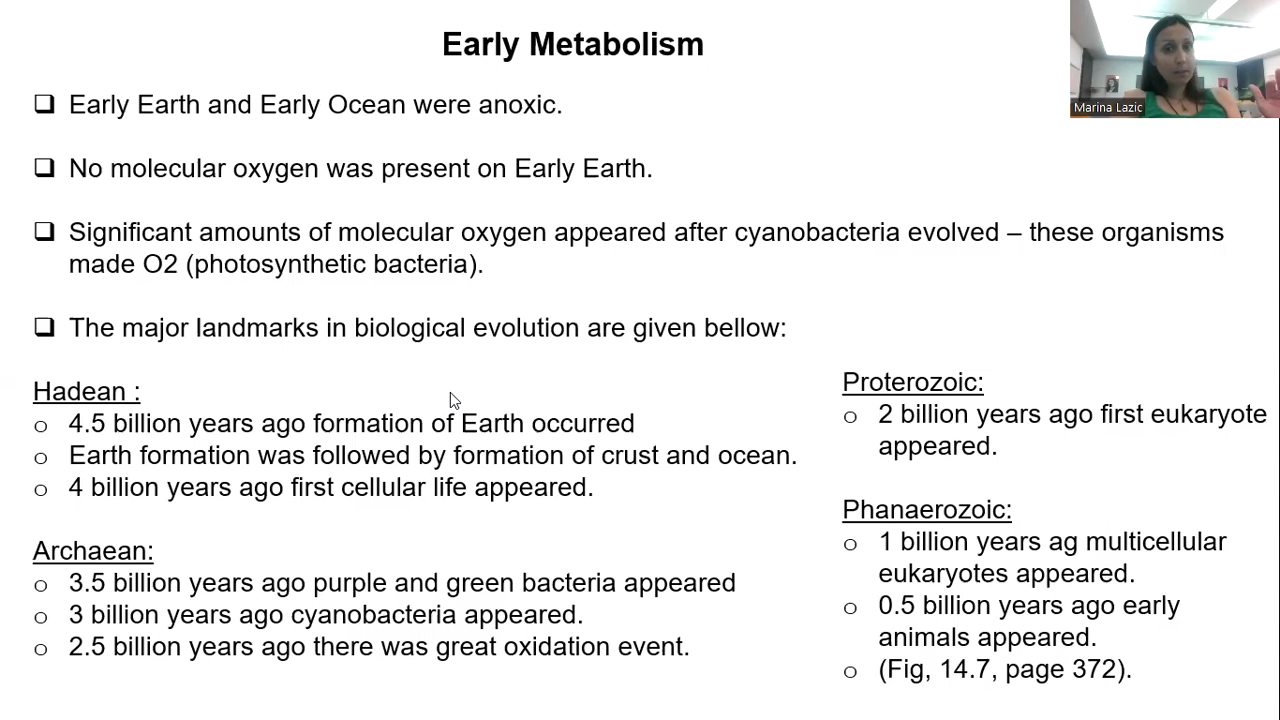 Early Metabolism
Marina Lazic
❑ Early Earth and Early Ocean were anoxic.
❑ No molecular oxygen was present on Early Earth.
❑ Significant amounts of molecular oxygen appeared after cyanobacteria evolved – these organisms
made O2 (photosynthetic bacteria).
❑ The major landmarks in biological evolution are given bellow:
Hadean :
o 4.5 billion years ago formation of Earth occurred
o Earth formation was followed by formation of crust and ocean.
o 4 billion years ago first cellular life appeared.
Archaean:
o 3.5 billion years ago purple and green bacteria appeared
o 3 billion years ago cyanobacteria appeared.
o 2.5 billion years ago there was great oxidation event.
Proterozoic:
o 2 billion years ago first eukaryote
appeared.
Phanaerozoic:
o 1 billion years ag multicellular
eukaryotes appeared.
o 0.5 billion years ago early
animals appeared.
o (Fig, 14.7, page 372).